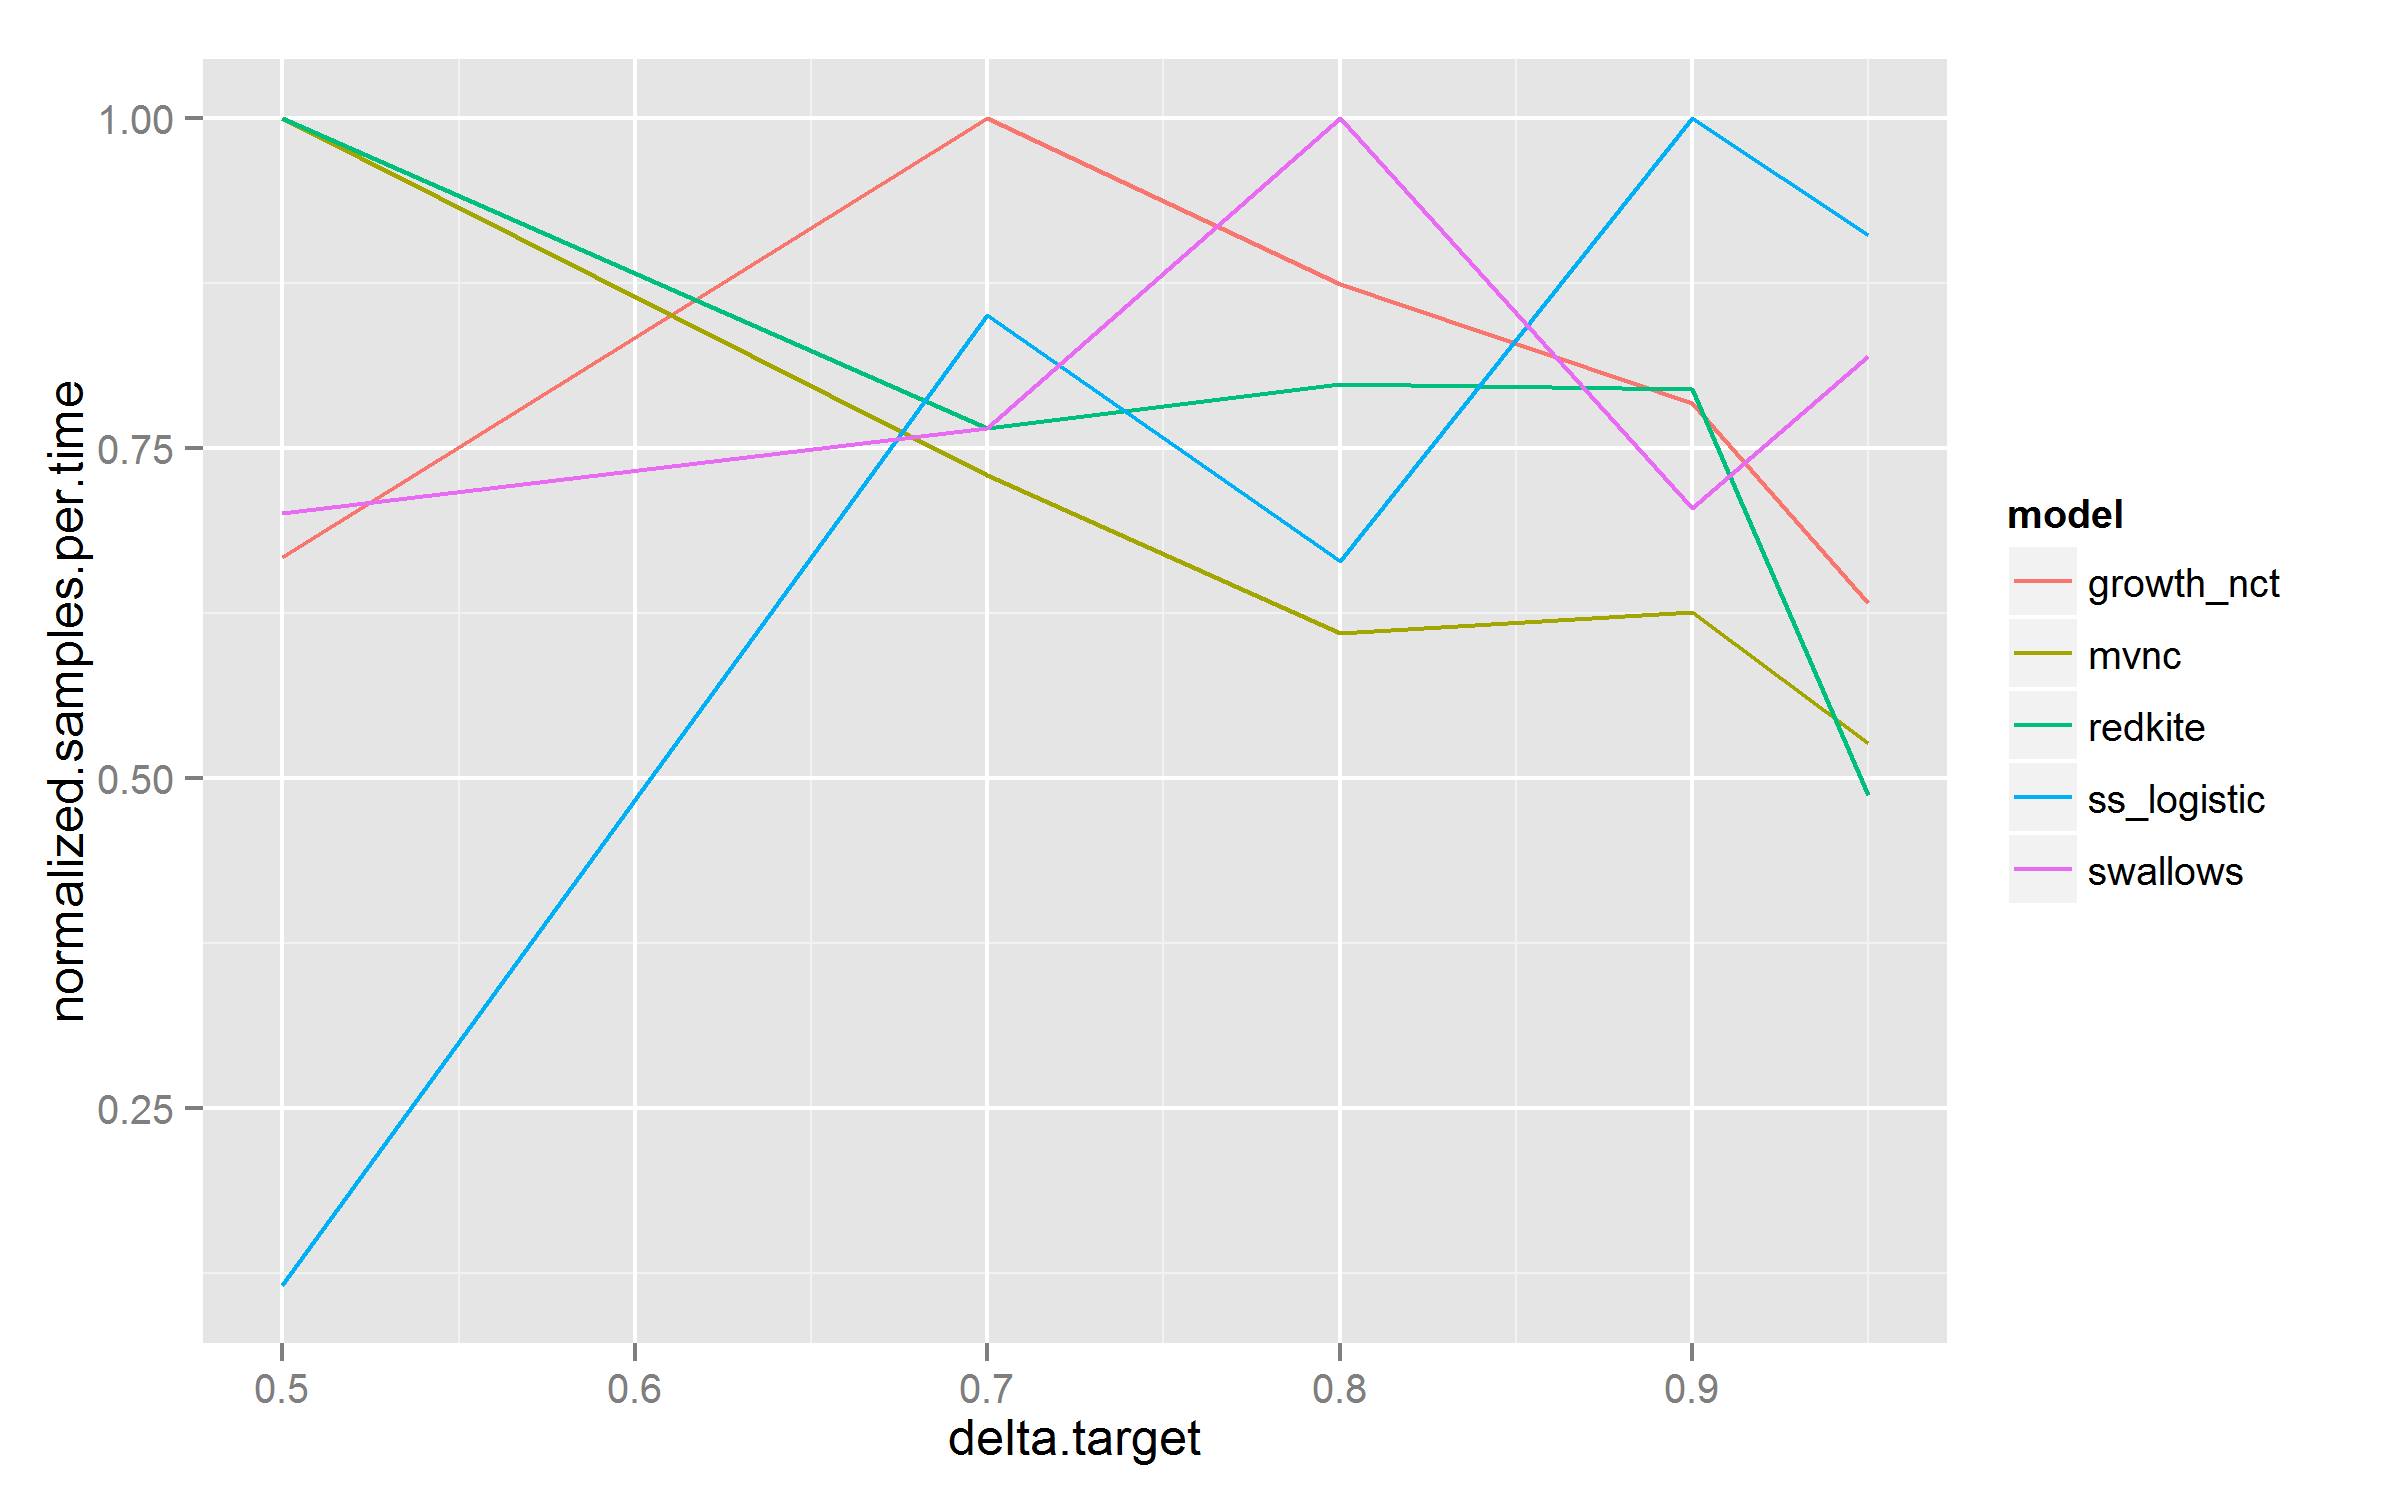 normalized.samples.per.time
1.00
0.75
0.50
0.25
0.5 0.6 0.7 0.8 0.9
delta.target
model
growth_nct
mvnc
redkite
ss_logistic
swallows